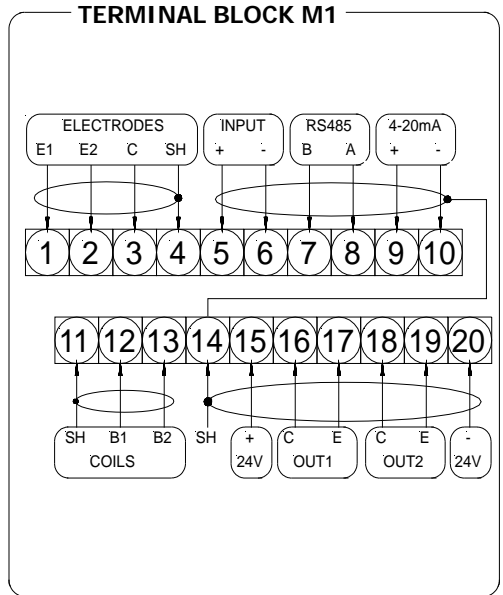 TERMINAL BLOCK M1
ELECTRODES INPUT RS485 4-20mA
E1 E2 C SH + - B A + -
1 2 3 4 5 6 7 8 9 10
11 12 13 14 15 16 17 18 19 20
SH B1 B2 SH + C E C E -
COILS 24V OUT1 OUT2 24V